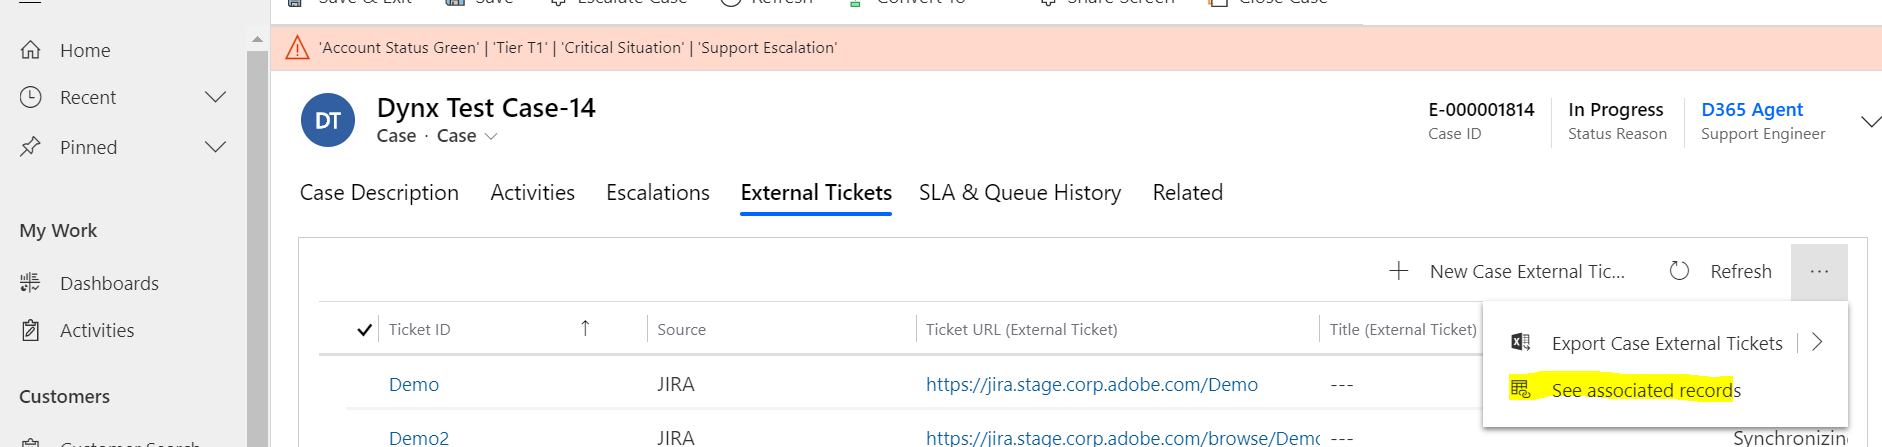 Save & Exit
Save
Escalate Case
Refresh
Convert To
Share Screen
Close Case
Home
Recent
Pinned
My Work
Dashboards
Activities
Customers
Customer Search
'Account Status Green' | 'Tier T1' | 'Critical Situation' | 'Support Escalation'
DT
Dynx Test Case-14
Case · Case
E-000001814
Case ID
In Progress
Status Reason
D365 Agent
Support Engineer
Case Description
Activities
Escalations
External Tickets
SLA & Queue History
Related
New Case External Tic...
Refresh
...
Ticket ID
Source
Ticket URL (External Ticket)
Title (External Ticket)
Export Case External Tickets
See associated records
Demo
JIRA
https://jira.stage.corp.adobe.com/Demo
---
Demo2
JIRA
https://jira.stage.corp.adobe.com/browse/Demo
---
Synchronizing